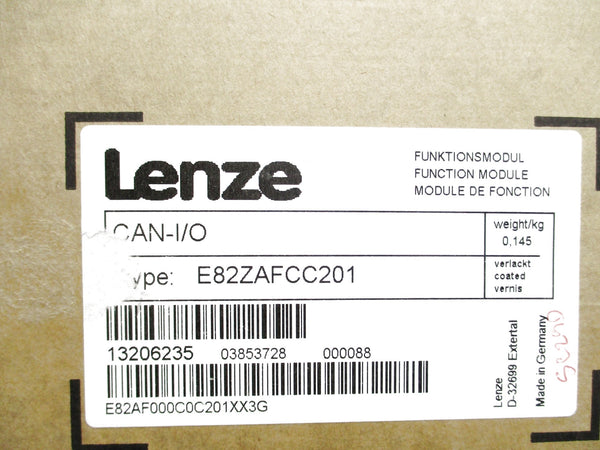 Lenze
FUNKTIONSMODUL
FUNCTION MODULE
MODULE DE FONCTION
CAN-I/O
weight/kg
0,145
ype: E82ZAFCC201
verlackt
coated
vernis
13206235 03853728 000088
E82AF000C0C201XX3G
Lenze
D-32699 Extertal
Made in Germany